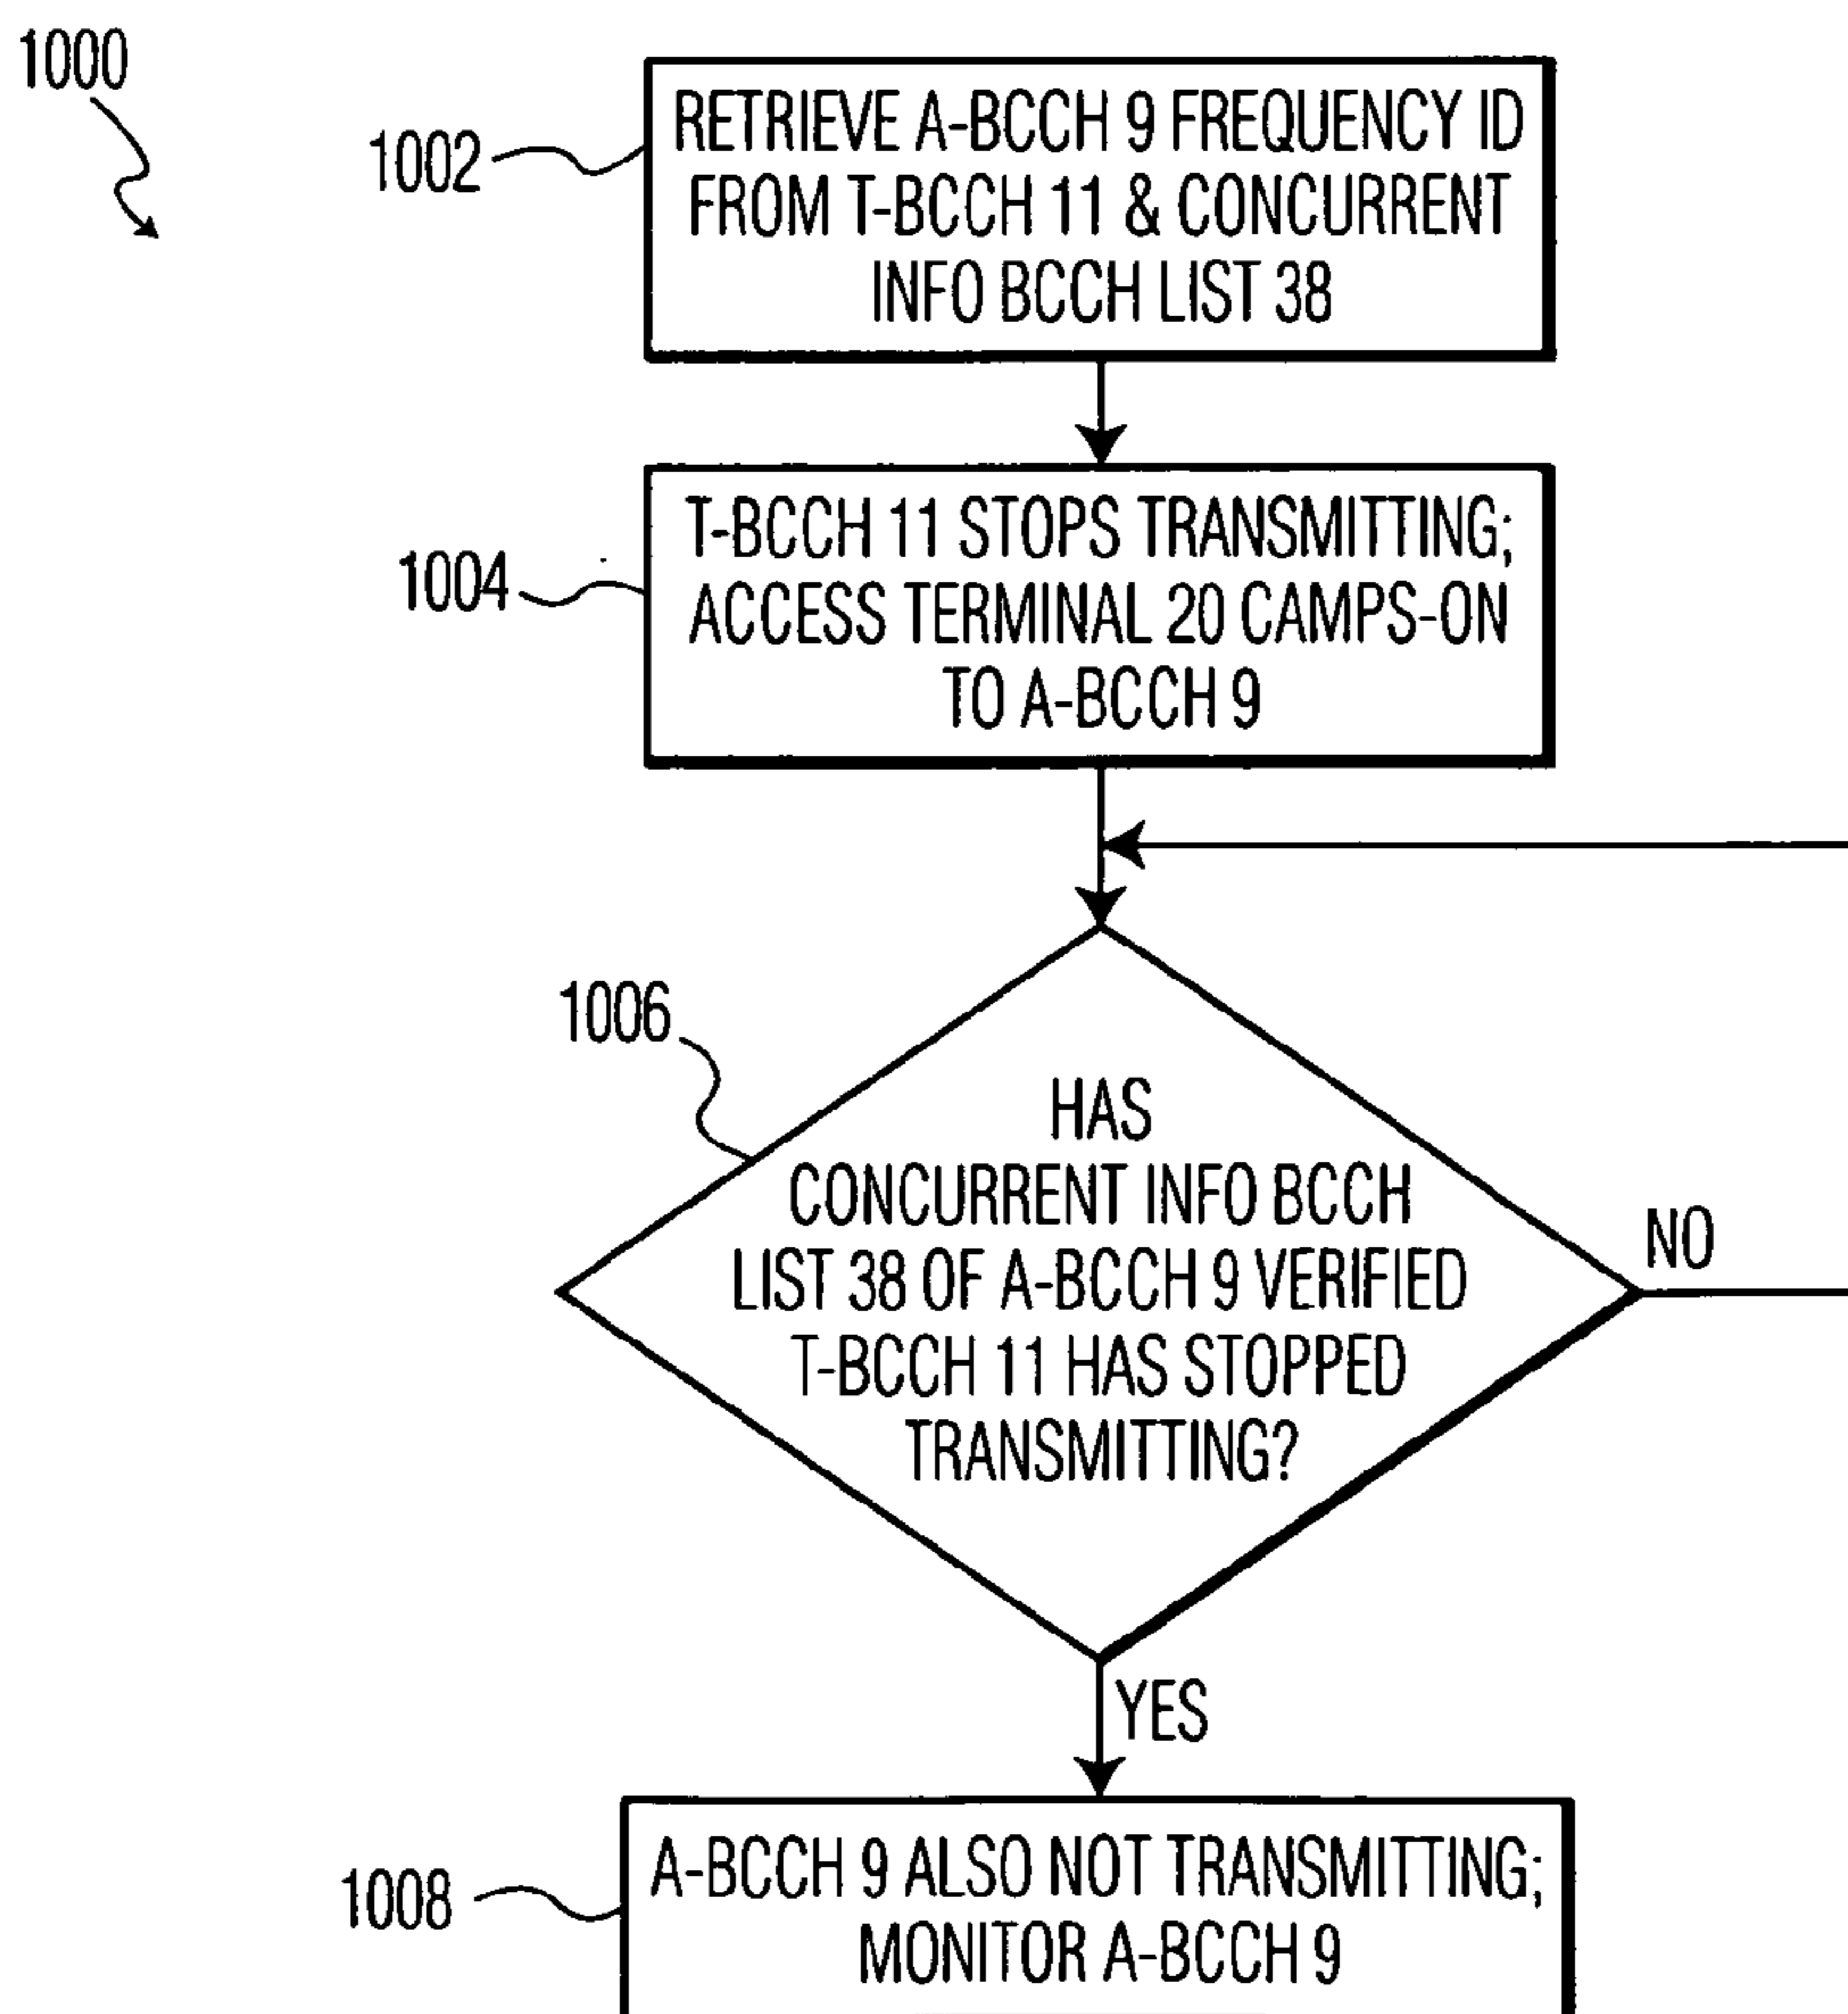 1000
1002
RETRIEVE A-BCCH 9 FREQUENCY ID
FROM T-BCCH 11 & CONCURRENT
INFO BCCH LIST 38
1004
T-BCCH 11 STOPS TRANSMITTING;
ACCESS TERMINAL 20 CAMPS-ON
TO A-BCCH 9
1006
HAS
CONCURRENT INFO BCCH
LIST 38 OF A-BCCH 9 VERIFIED
T-BCCH 11 HAS STOPPED
TRANSMITTING?
NO
YES
1008
A-BCCH 9 ALSO NOT TRANSMITTING;
MONITOR A-BCCH 9